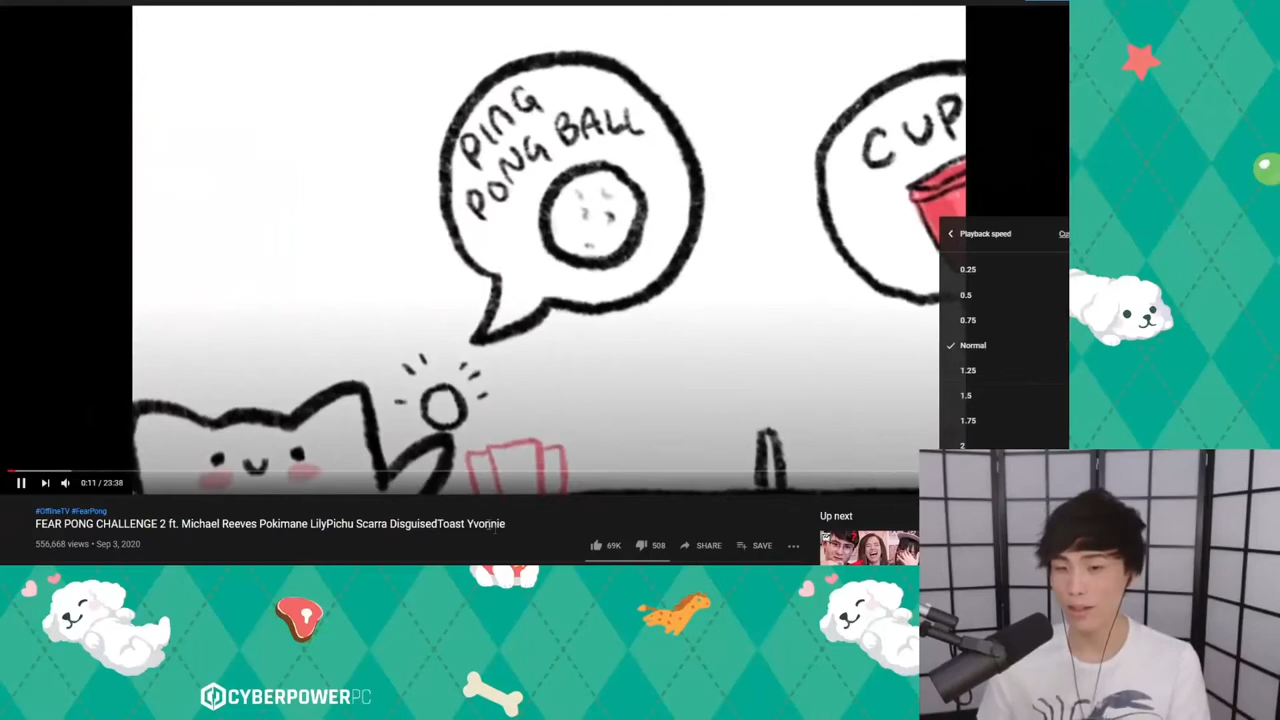 PING
PONG BALL
CUP
Playback speed
0.25
0.5
0.75
Normal
1.25
1.5
1.75
2
0:11 / 23:38
#OfflineTV #FearPong
FEAR PONG CHALLENGE 2 ft. Michael Reeves Pokimane LilyPichu Scarra DisguisedToast Yvonnie
556,668 views • Sep 3, 2020
69K
508
SHARE
SAVE
Up next
CYBERPOWERPC